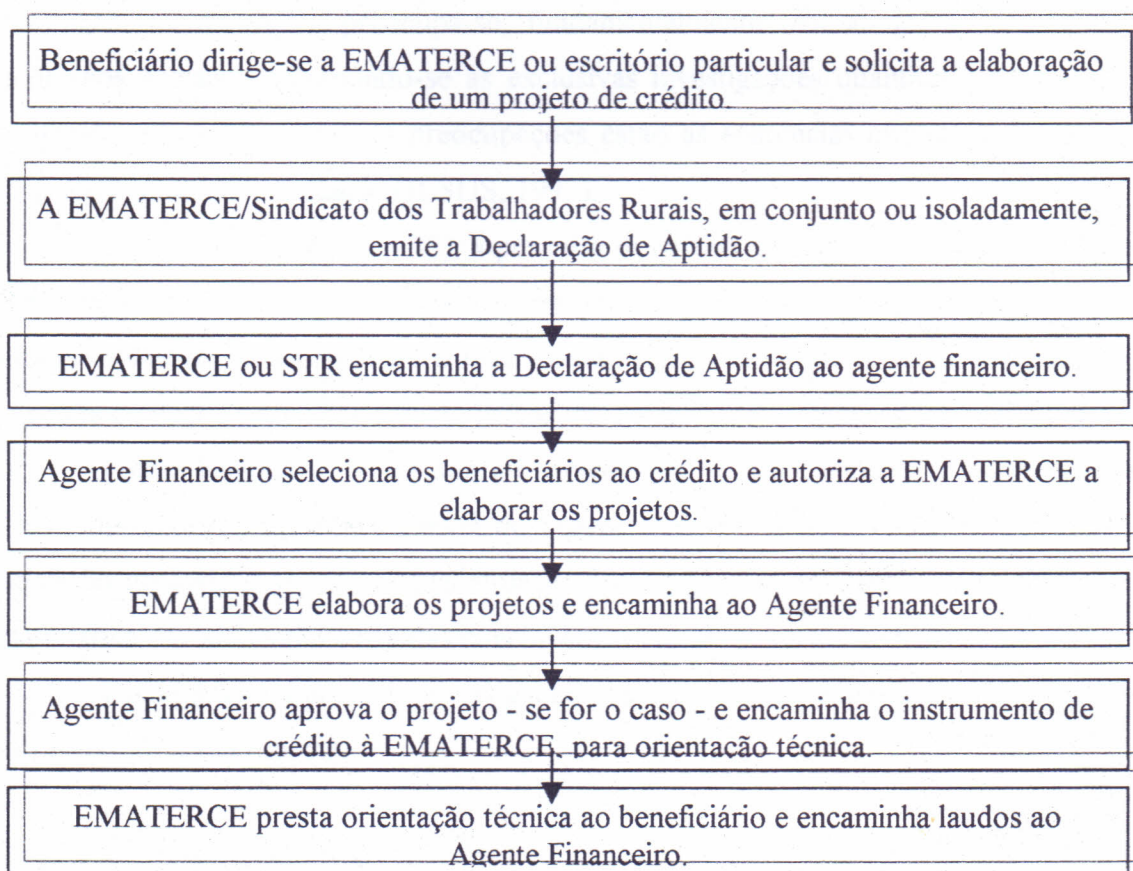 Beneficiário dirige-se a EMATERCE ou escritório particular e solicita a elaboração
de um projeto de crédito.
A EMATERCE/Sindicato dos Trabalhadores Rurais, em conjunto ou isoladamente,
emite a Declaração de Aptidão.
EMATERCE ou STR encaminha a Declaração de Aptidão ao agente financeiro.
Agente Financeiro seleciona os beneficiários ao crédito e autoriza a EMATERCE a
elaborar os projetos.
EMATERCE elabora os projetos e encaminha ao Agente Financeiro.
Agente Financeiro aprova o projeto - se for o caso - e encaminha o instrumento de
crédito à EMATERCE, para orientação técnica.
EMATERCE presta orientação técnica ao beneficiário e encaminha laudos ao
Agente Financeiro.